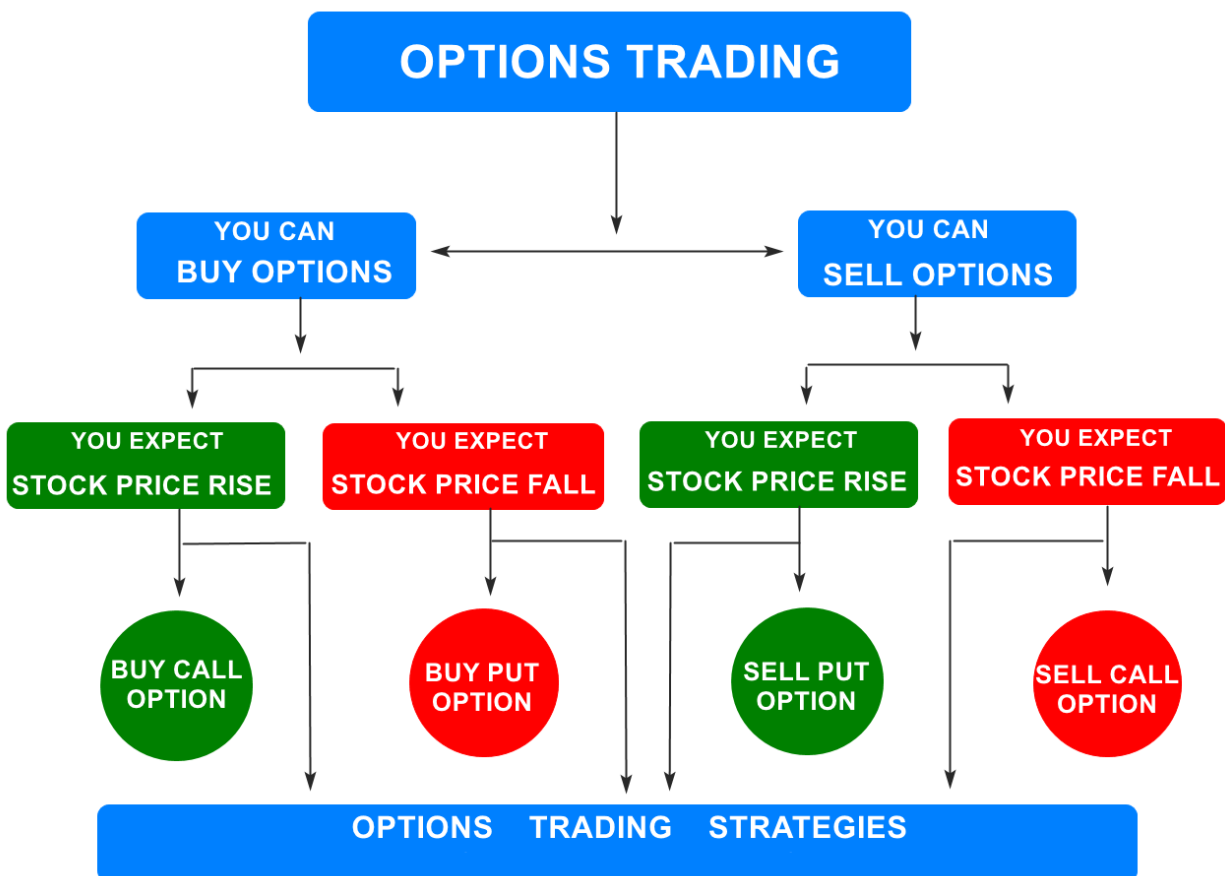 OPTIONS TRADING
YOU CAN
BUY OPTIONS
YOU CAN
SELL OPTIONS
YOU EXPECT
STOCK PRICE RISE
YOU EXPECT
STOCK PRICE FALL
YOU EXPECT
STOCK PRICE RISE
YOU EXPECT
STOCK PRICE FALL
BUY CALL
OPTION
BUY PUT
OPTION
SELL PUT
OPTION
SELL CALL
OPTION
OPTIONS TRADING STRATEGIES